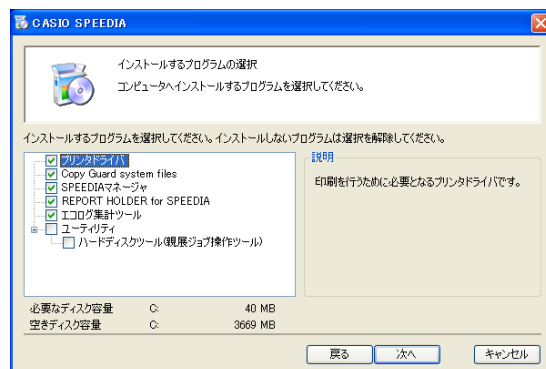 CASIO SPEEDIA
インストールするプログラムの選択
コンピュータへインストールするプログラムを選択してください。
インストールするプログラムを選択してください。インストールしないプログラムは選択を解除してください。
プリンタドライバ
Copy Guard system files
SPEEDIAマネージャ
REPORT HOLDER for SPEEDIA
エコログ集計ツール
ユーティリティ
ハードディスクツール(親展ジョブ操作ツール)
説明
印刷を行うために必要となるプリンタドライバです。
必要なディスク容量 C: 40 MB
空きディスク容量 C: 3669 MB
戻る 次へ キャンセル